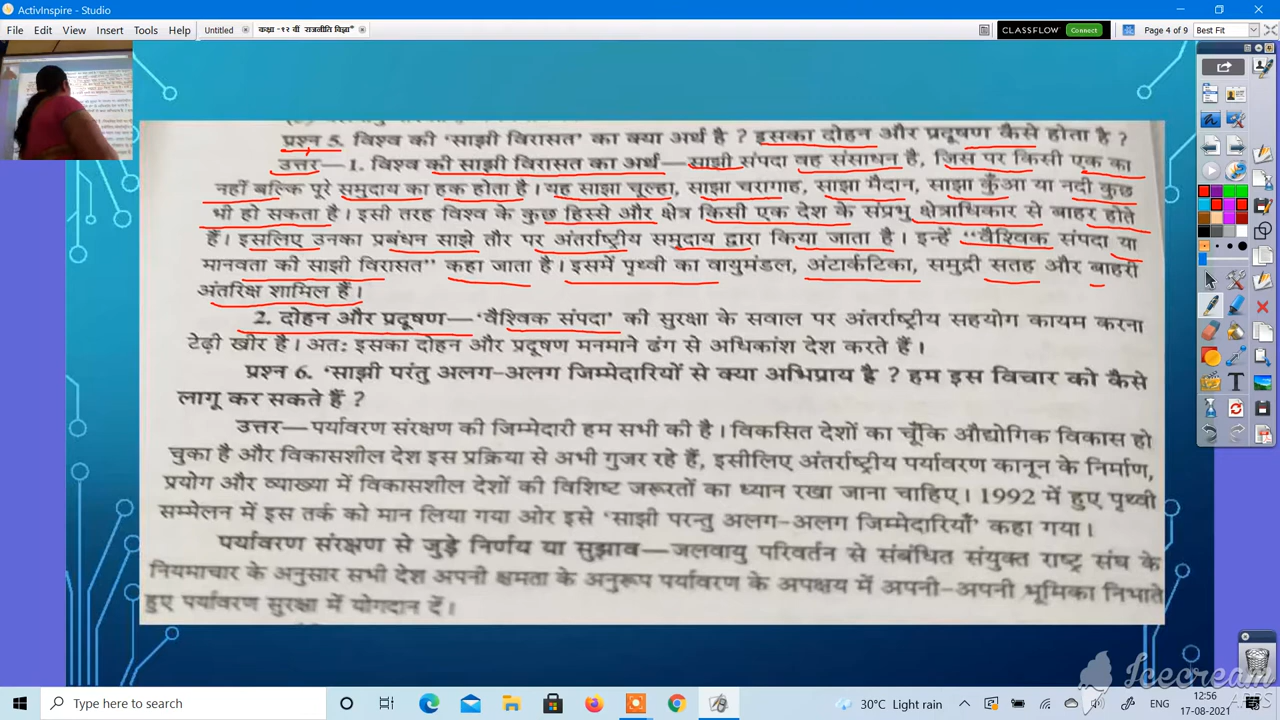 ActivInspire - Studio
File Edit View Insert Tools Help Untitled कक्षा -१२ वीं राजनीति विज्ञा* CLASSFLOW Connect Page 4 of 9 Best Fit
प्रश्न 5. विश्व की 'साझी विरासत' का क्या अर्थ है ? इसका दोहन और प्रदूषण कैसे होता है ?
उत्तर—1. विश्व की साझी विरासत का अर्थ—साझी संपदा वह संसाधन है, जिस पर किसी एक का
नहीं बल्कि पूरे समुदाय का हक होता है। यह साझा चूल्हा, साझा चरागाह, साझा मैदान, साझा कुँआ या नदी कुछ
भी हो सकता है। इसी तरह विश्व के कुछ हिस्से और क्षेत्र किसी एक देश के संप्रभु क्षेत्राधिकार से बाहर होते
हैं। इसलिए उनका प्रबंधन साझे तौर पर अंतर्राष्ट्रीय समुदाय द्वारा किया जाता है। इन्हें "वैश्विक संपदा या
मानवता की साझी विरासत" कहा जाता है। इसमें पृथ्वी का वायुमंडल, अंटार्कटिका, समुद्री सतह और बाहरी
अंतरिक्ष शामिल हैं।
2. दोहन और प्रदूषण—'वैश्विक संपदा' की सुरक्षा के सवाल पर अंतर्राष्ट्रीय सहयोग कायम करना
टेढ़ी खीर है। अत: इसका दोहन और प्रदूषण मनमाने ढंग से अधिकांश देश करते हैं।
प्रश्न 6. 'साझी परंतु अलग-अलग जिम्मेदारियों से क्या अभिप्राय है ? हम इस विचार को कैसे
लागू कर सकते हैं ?
उत्तर—पर्यावरण संरक्षण की जिम्मेदारी हम सभी की है। विकसित देशों का चूँकि औद्योगिक विकास हो
चुका है और विकासशील देश इस प्रक्रिया से अभी गुजर रहे हैं, इसीलिए अंतर्राष्ट्रीय पर्यावरण कानून के निर्माण,
प्रयोग और व्याख्या में विकासशील देशों की विशिष्ट जरूरतों का ध्यान रखा जाना चाहिए। 1992 में हुए पृथ्वी
सम्मेलन में इस तर्क को मान लिया गया ओर इसे 'साझी परन्तु अलग-अलग जिम्मेदारियाँ' कहा गया।
पर्यावरण संरक्षण से जुड़े निर्णय या सुझाव—जलवायु परिवर्तन से संबंधित संयुक्त राष्ट्र संघ के
नियमाचार के अनुसार सभी देश अपनी क्षमता के अनुरूप पर्यावरण के अपक्षय में अपनी-अपनी भूमिका निभाते
हुए पर्यावरण सुरक्षा में योगदान दें।
Icecream
APPS
Type here to search 30°C Light rain ENG 12:56
17-08-2021